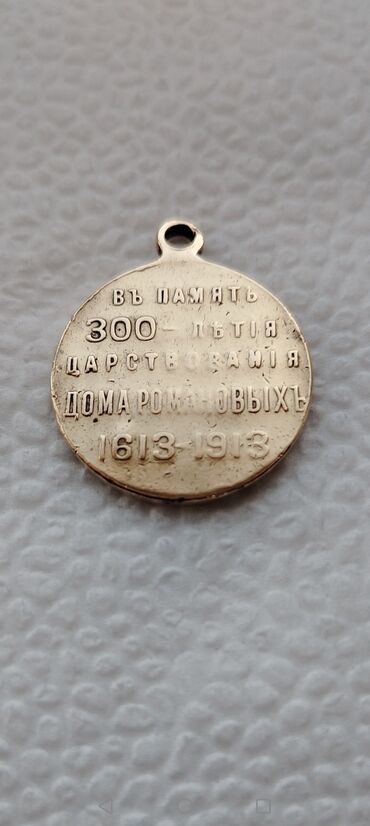 ВЪ ПАМЯТЬ
300-ЛѢТІЯ
ЦАРСТВОВАНІЯ
ДОМА РОМАНОВЫХЪ
1613-1913